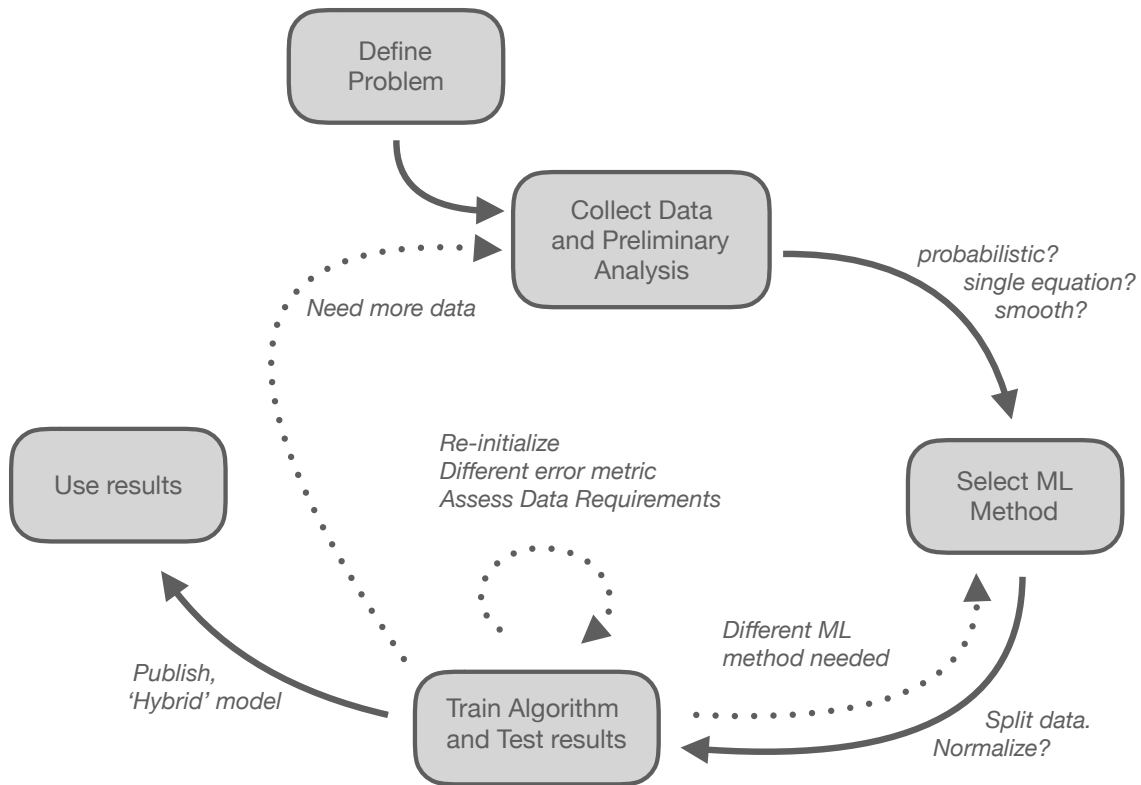 Define
Problem
Collect Data
and Preliminary
Analysis
probabilistic?
single equation?
smooth?
Need more data
Re-initialize
Different error metric
Assess Data Requirements
Use results
Select ML
Method
Different ML
method needed
Publish,
‘Hybrid’ model
Train Algorithm
and Test results
Split data.
Normalize?